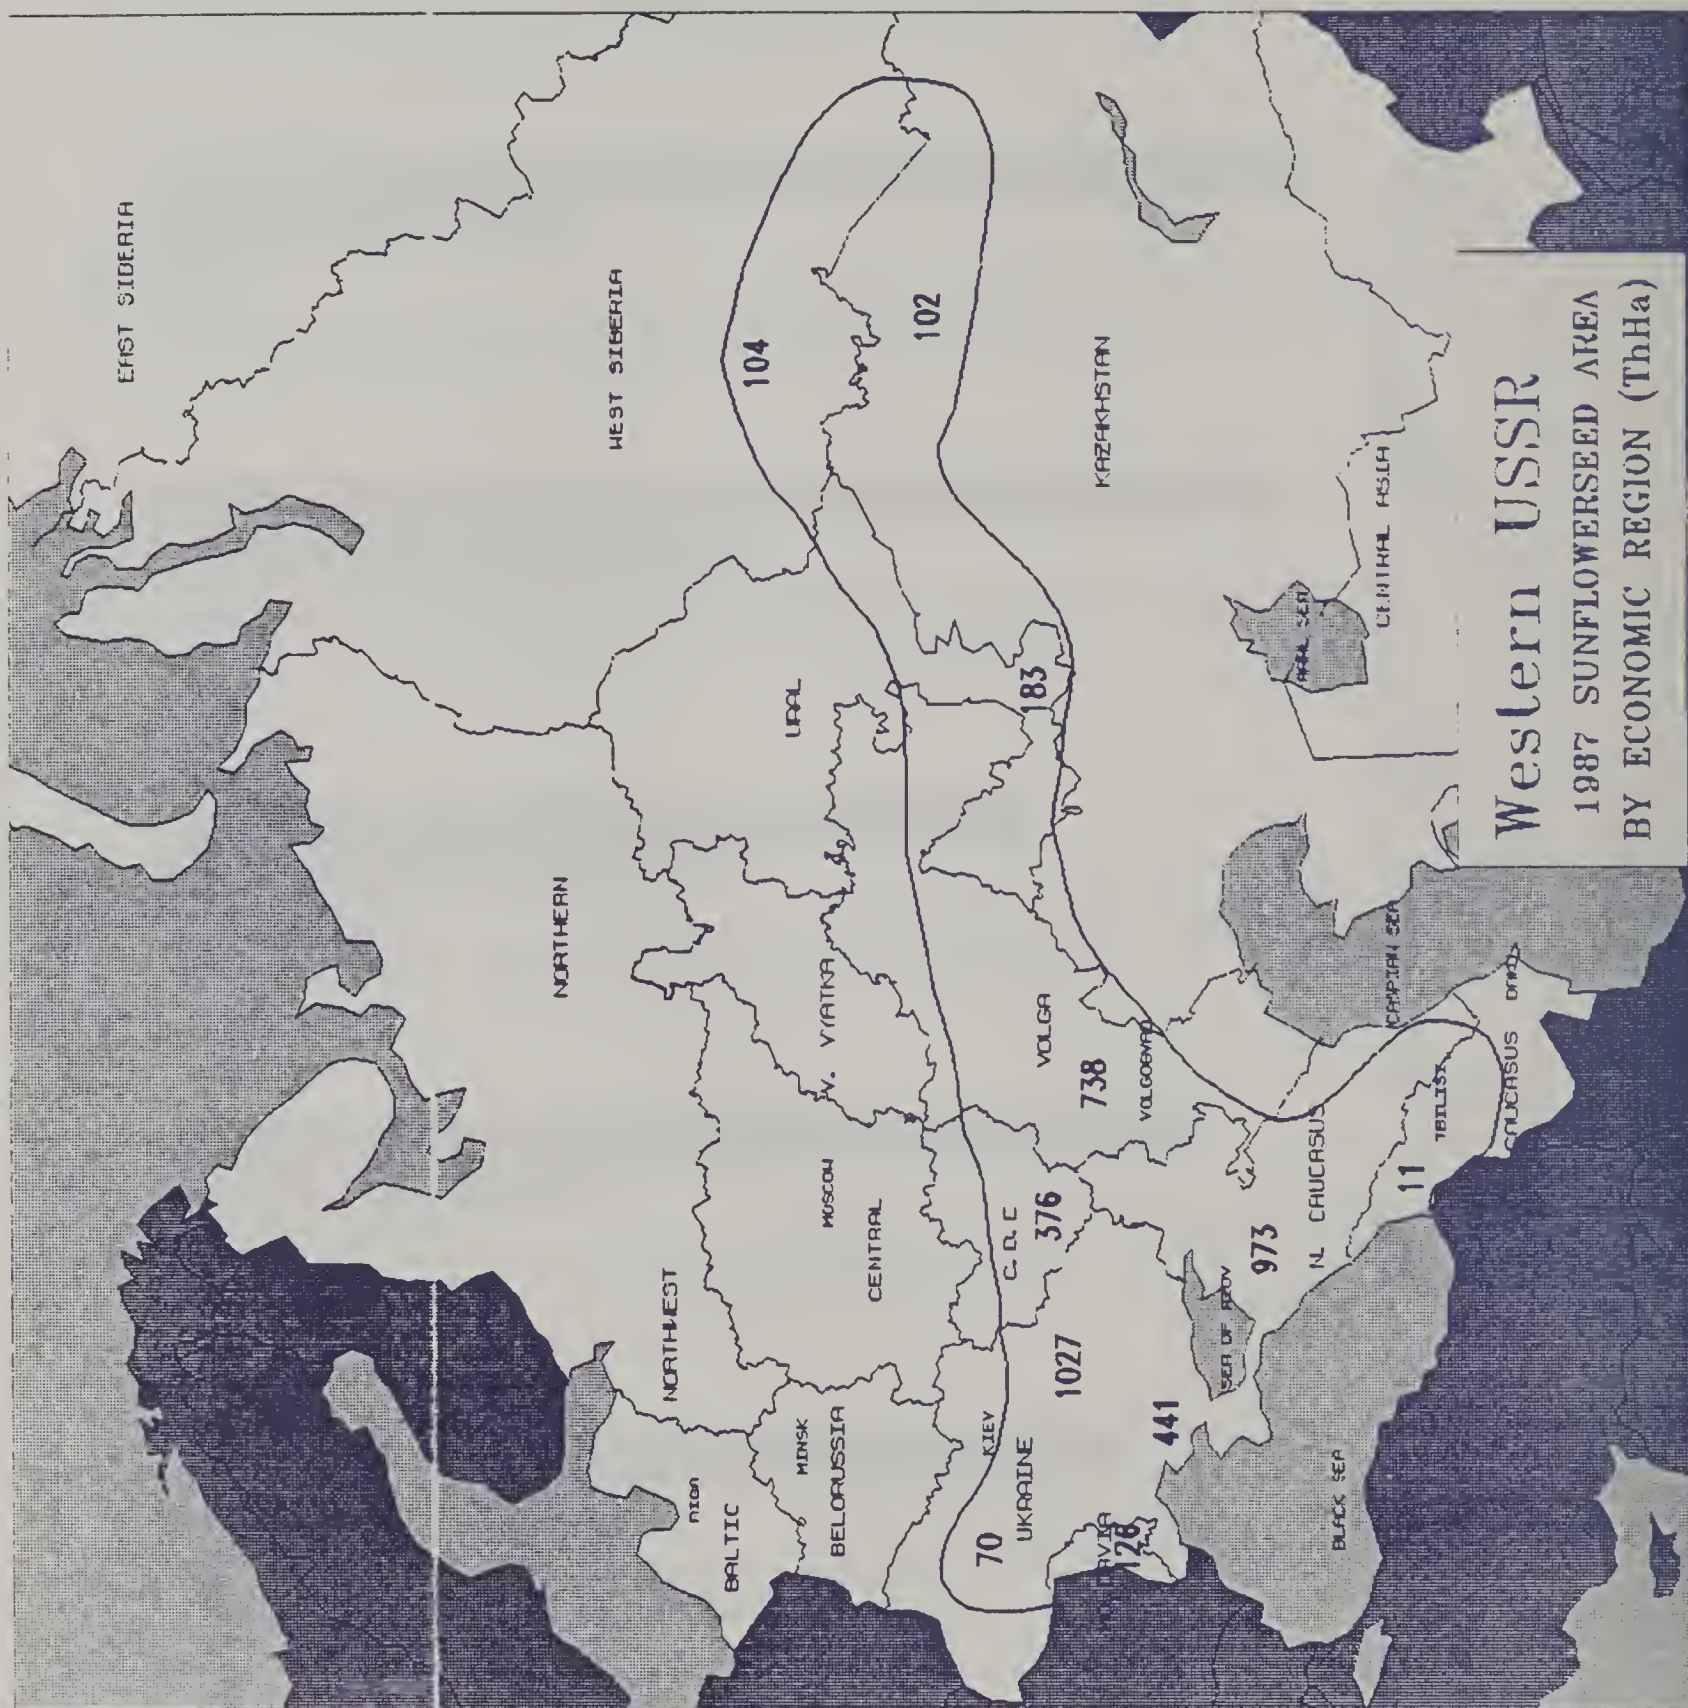 Western USSR
1987 SUNFLOWERSEED AREA
BY ECONOMIC REGION (ThHa)
EAST SIBERIA
WEST SIBERIA
104
102
KAZAKHSTAN
CENTRAL ASIA
ARAL SEA
URAL
183
NORTHERN
V. VYATKA
VOLGA
738
VOLGOGRAD
CASPIAN SEA
MOSCOW
CENTRAL
C. B. E
376
973
N. CAUCASUS
11
TBILISI
CAUCASUS
NORTHWEST
SEA OF AZOV
1027
441
KIEV
UKRAINE
70
128
BLACK SEA
MINSK
BELORUSSIA
RIGA
BALTIC